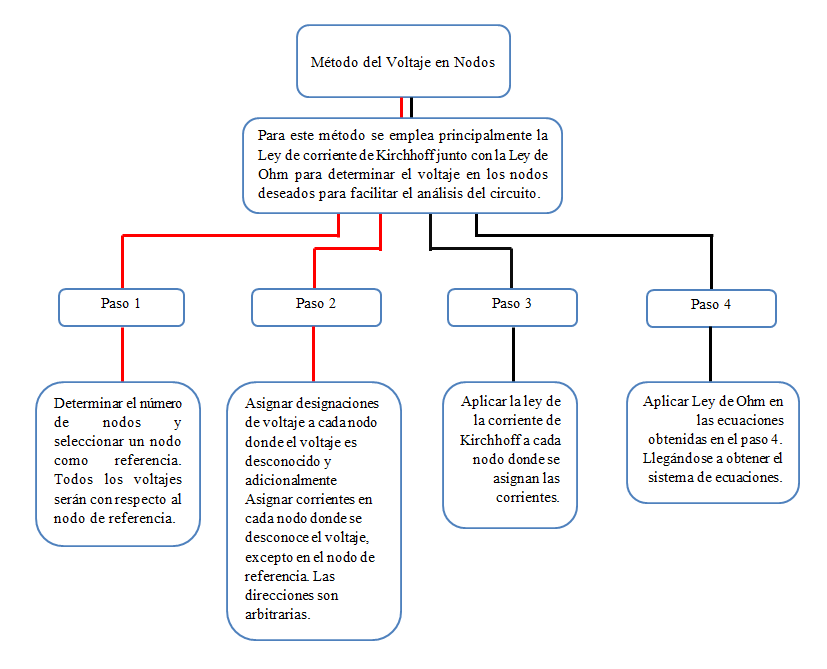 Método del Voltaje en Nodos
Para este método se emplea principalmente la
Ley de corriente de Kirchhoff junto con la Ley de
Ohm para determinar el voltaje en los nodos
deseados para facilitar el análisis del circuito.
Paso 1
Paso 2
Paso 3
Paso 4
Determinar el número
de nodos y
seleccionar un nodo
como referencia.
Todos los voltajes
serán con respecto al
nodo de referencia.
Asignar designaciones
de voltaje a cada nodo
donde el voltaje es
desconocido y
adicionalmente
Asignar corrientes en
cada nodo donde se
desconoce el voltaje,
excepto en el nodo de
referencia. Las
direcciones son
arbitrarias.
Aplicar la ley de
la corriente de
Kirchhoff a cada
nodo donde se
asignan las
corrientes.
Aplicar Ley de Ohm en
las ecuaciones
obtenidas en el paso 4.
Llegándose a obtener el
sistema de ecuaciones.